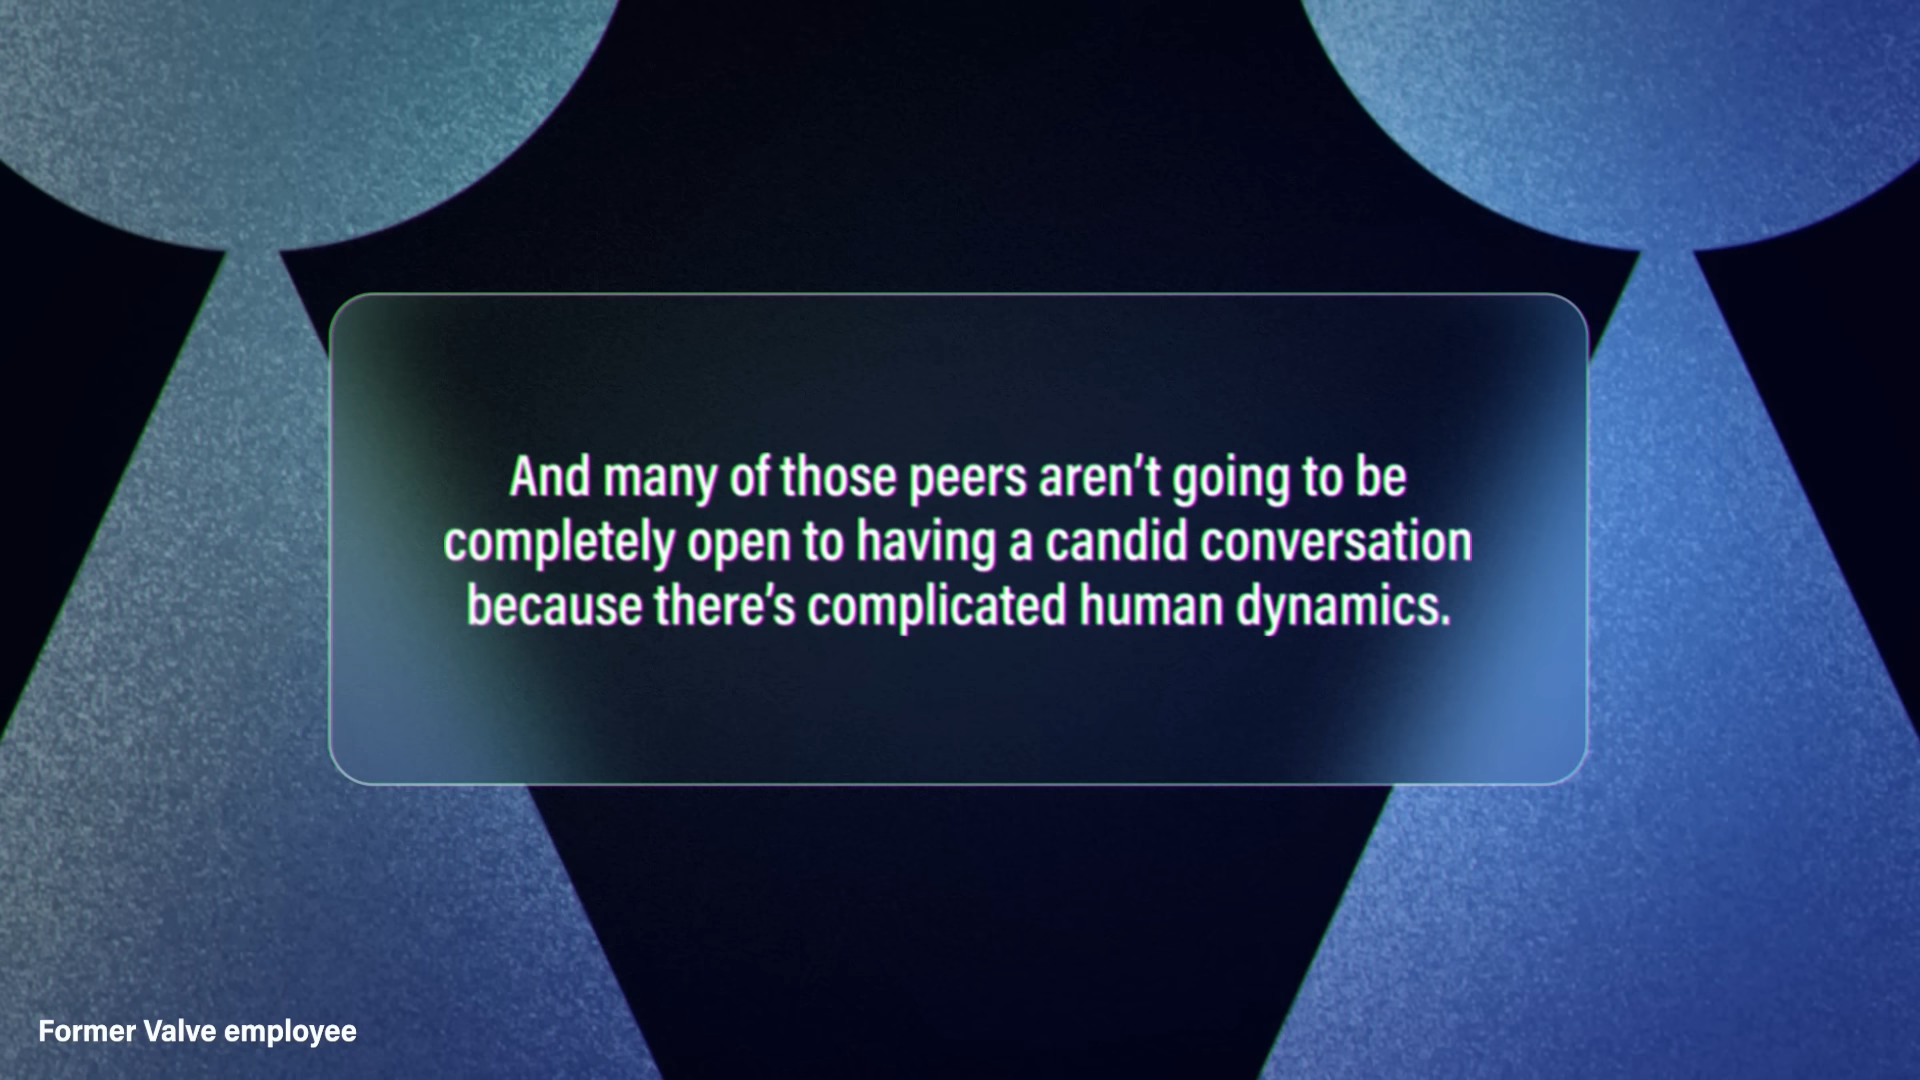 And many of those peers aren’t going to be
completely open to having a candid conversation
because there’s complicated human dynamics.
Former Valve employee